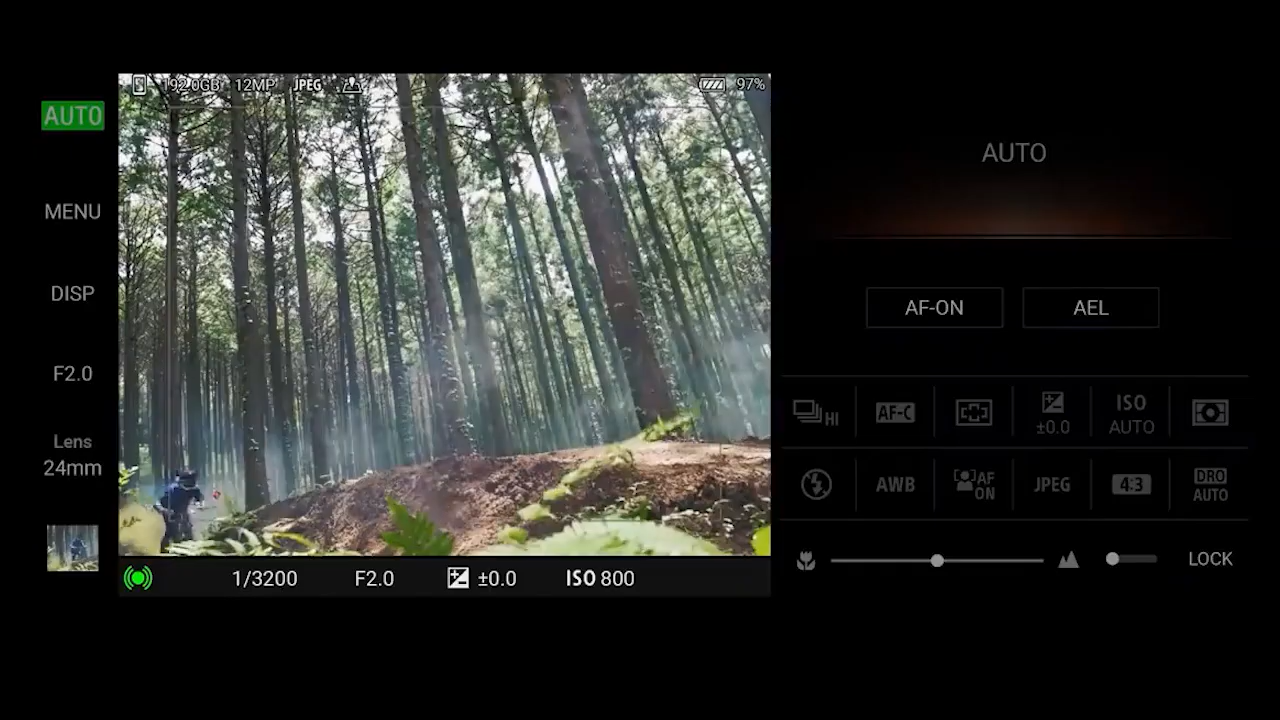 192.0GB 12MP JPEG 97%
AUTO
MENU
DISP
F2.0
Lens
24mm
1/3200 F2.0 ±0.0 ISO 800
AUTO
AF-ON AEL
HI AF-C ±0.0 ISO AUTO
AWB AF ON JPEG 4:3 DRO AUTO
LOCK